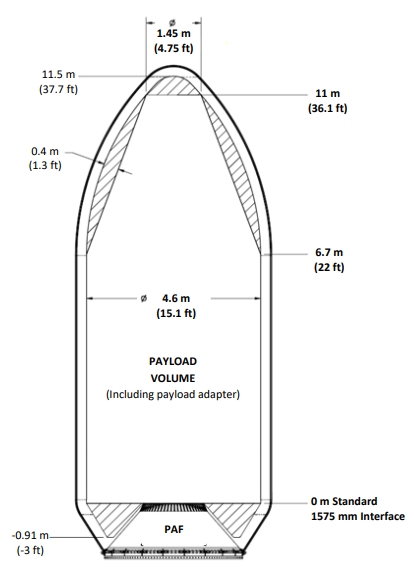 ø
1.45 m
(4.75 ft)
11.5 m
(37.7 ft)
11 m
(36.1 ft)
0.4 m
(1.3 ft)
6.7 m
(22 ft)
ø 4.6 m
(15.1 ft)
PAYLOAD
VOLUME
(Including payload adapter)
0 m Standard
1575 mm Interface
PAF
-0.91 m
(-3 ft)